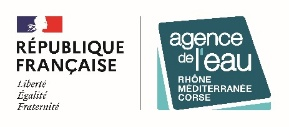 RÉPUBLIQUE
FRANÇAISE
Liberté
Égalité
Fraternité
agence
de
l'eau
RHÔNE
MÉDITERRANÉE
CORSE